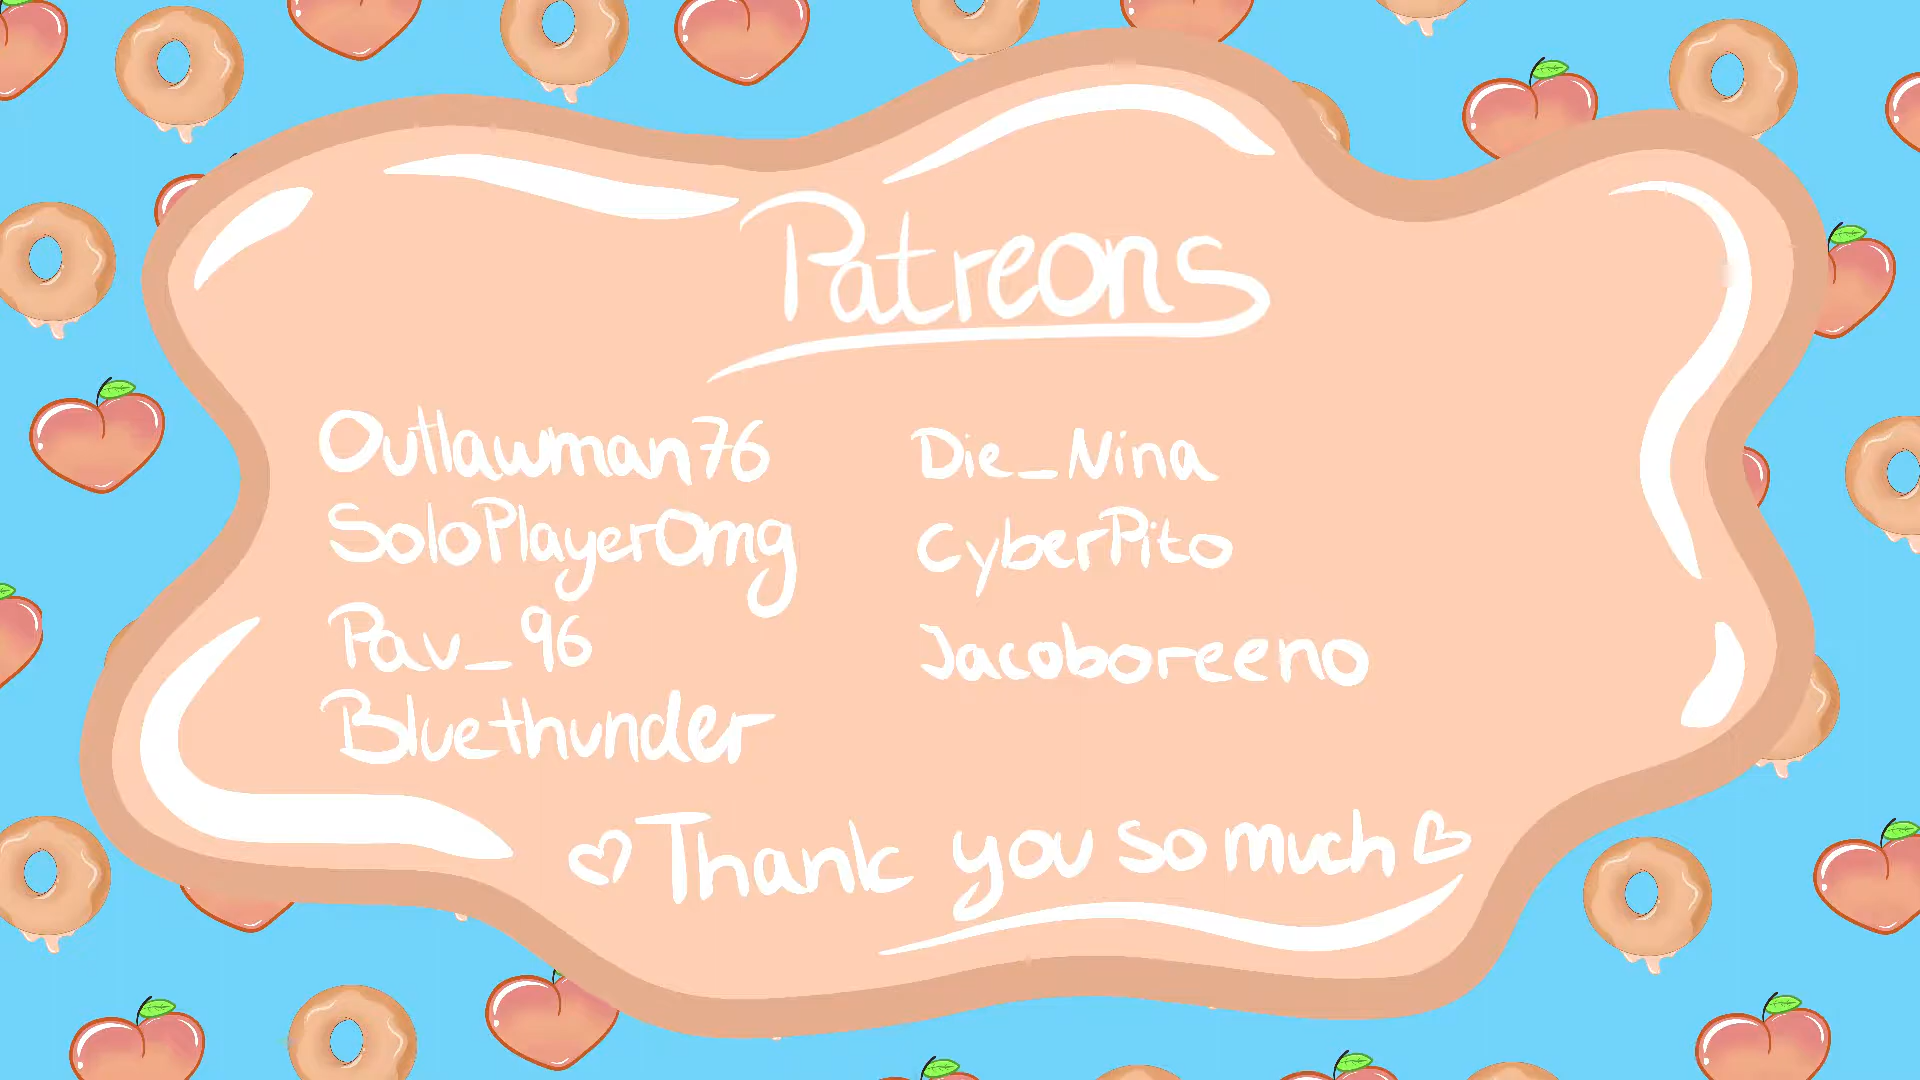 Patreons
Outlawman76
SoloPlayerOmg
Pav_96
Bluethunder
Die_Nina
CyberPito
Jacoboreeno
♡Thank you so much♡